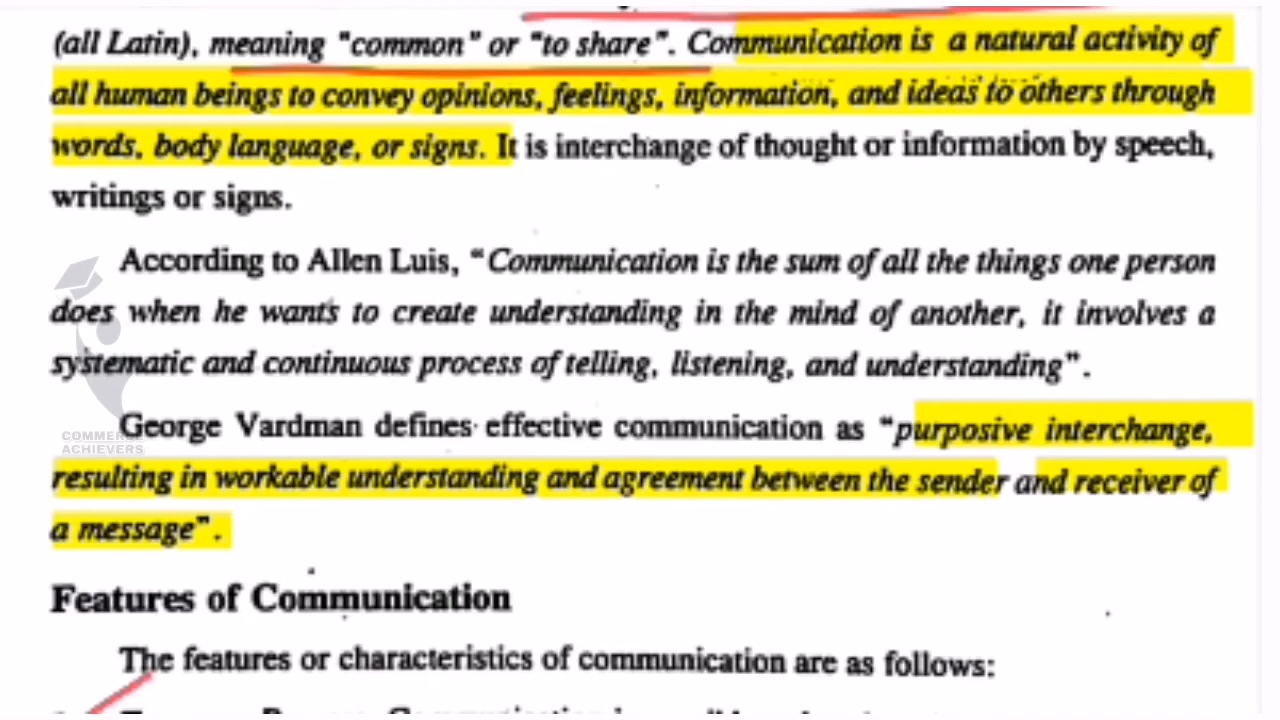 (all Latin), meaning "common" or "to share". Communication is a natural activity of
all human beings to convey opinions, feelings, information, and ideas to others through
words, body language, or signs. It is interchange of thought or information by speech,
writings or signs.
According to Allen Luis, "Communication is the sum of all the things one person
does when he wants to create understanding in the mind of another, it involves a
systematic and continuous process of telling, listening, and understanding".
COMMERCE
ACHIEVERS
George Vardman defines effective communication as "purposive interchange,
resulting in workable understanding and agreement between the sender and receiver of
a message".
Features of Communication
The features or characteristics of communication are as follows: